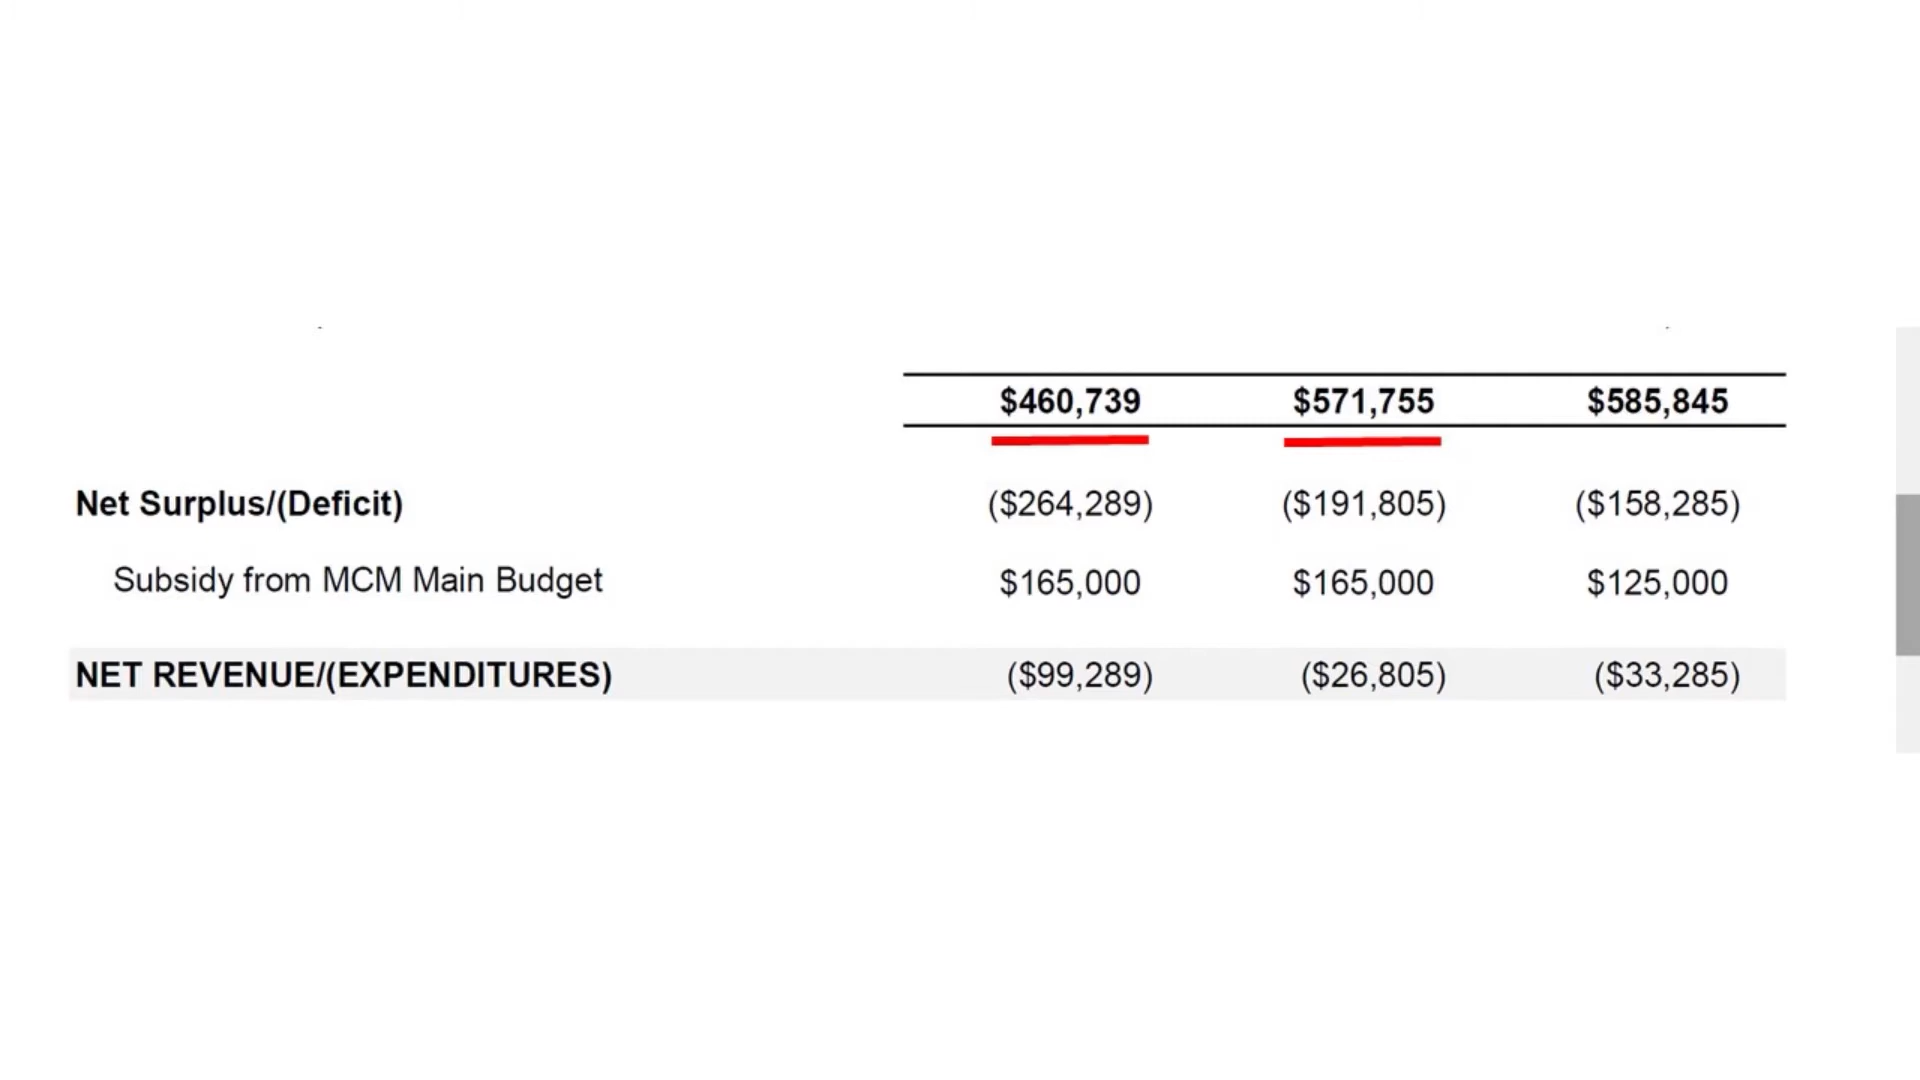 $460,739 $571,755 $585,845
Net Surplus/(Deficit) ($264,289) ($191,805) ($158,285)
Subsidy from MCM Main Budget $165,000 $165,000 $125,000
NET REVENUE/(EXPENDITURES) ($99,289) ($26,805) ($33,285)